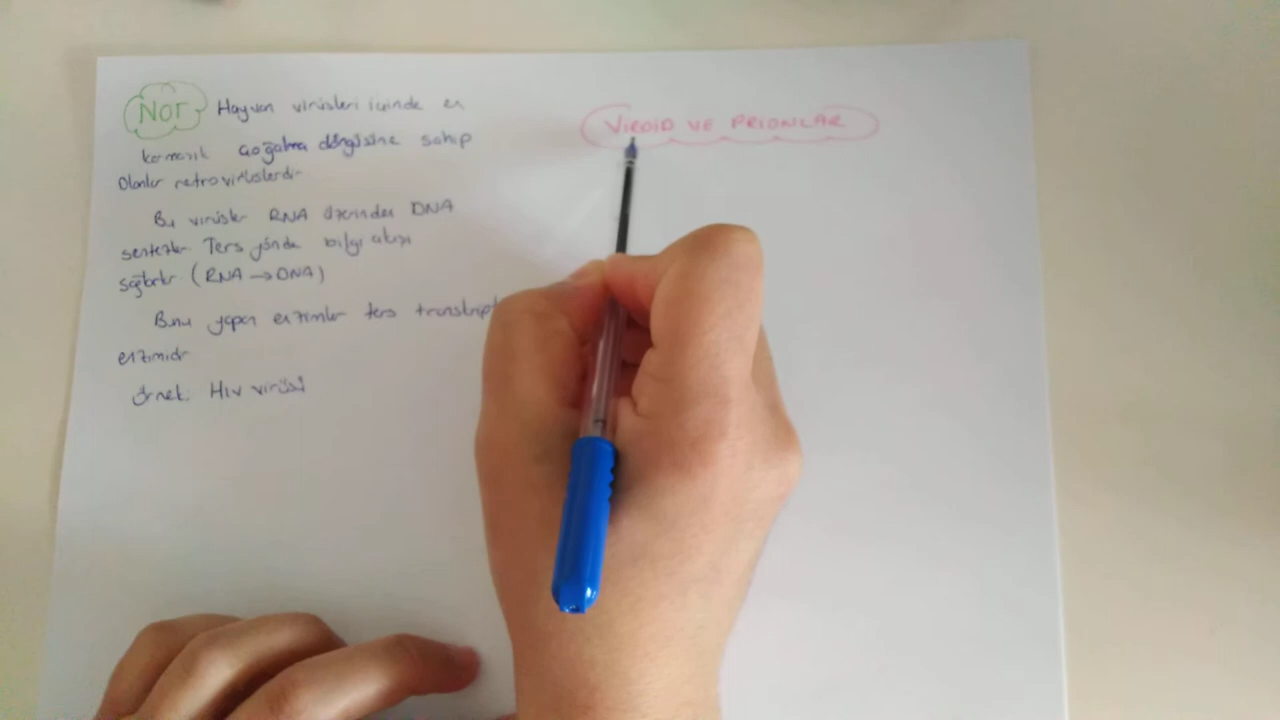 Not Hayvan virüsleri içinde en
karmaşık çoğalma döngüsüne sahip
Olanlar retrovirüslerdir
Bu virüsler RNA üzerinden DNA
sentezler. Ters yönde bilgi akışı
sağlarlar (RNA → DNA)
Bunu yapan enzimler ters transkript
enzimidir
Örnek: HIV virüsü
VİROİD VE PRİONLAR